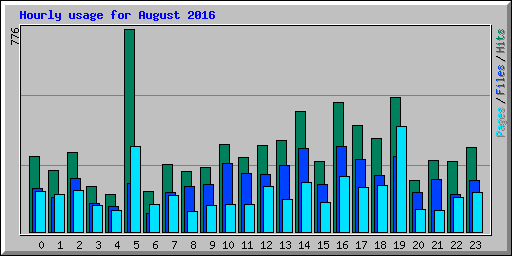 Hourly usage for August 2016
776
Pages / Files / Hits
0 1 2 3 4 5 6 7 8 9 10 11 12 13 14 15 16 17 18 19 20 21 22 23